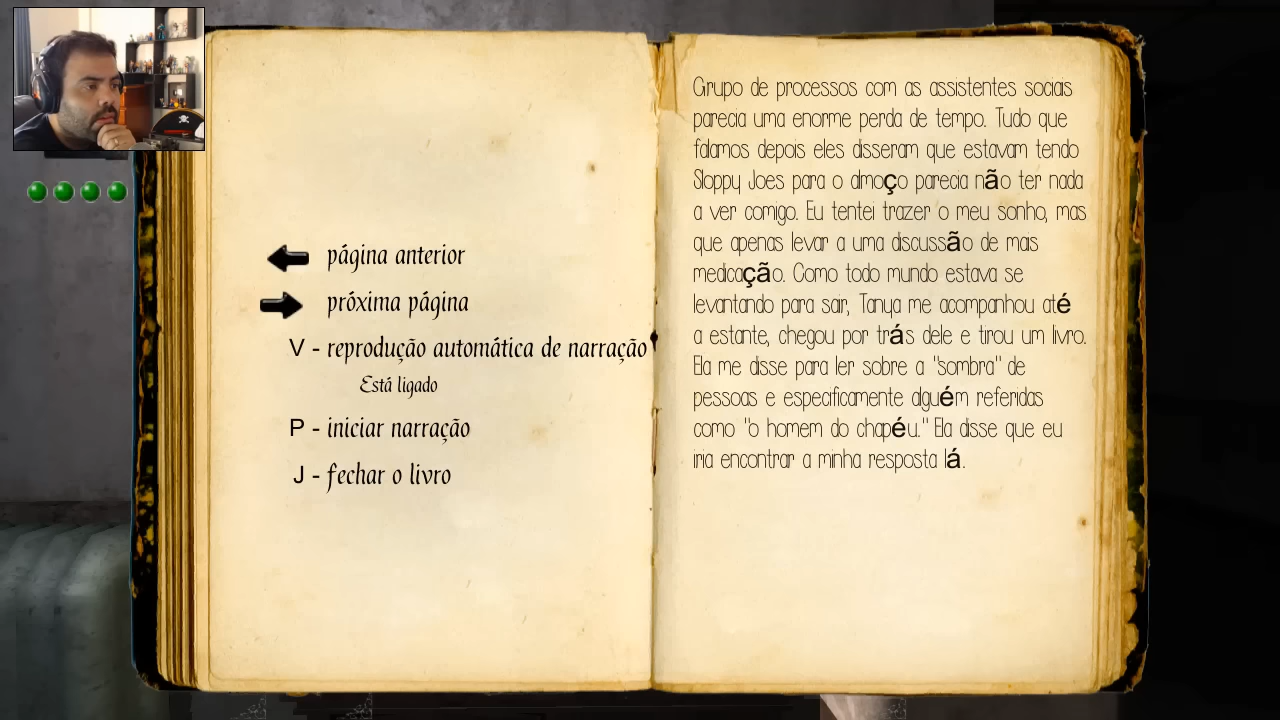 página anterior
próxima página
V - reprodução automática de narração
Está ligado
P - iniciar narração
J - fechar o livro
Grupo de processos com as assistentes sociais
parecia uma enorme perda de tempo. Tudo que
falamos depois eles disseram que estavam tendo
Sloppy Joes para o almoço parecia não ter nada
a ver comigo. Eu tentei trazer o meu sonho, mas
que apenas levar a uma discussão de mais
medicação. Como todo mundo estava se
levantando para sair, Tanya me acompanhou até
a estante, chegou por trás dele e tirou um livro.
Ela me disse para ler sobre a "sombra" de
pessoas e especificamente alguém referidas
como "o homem do chapéu." Ela disse que eu
iria encontrar a minha resposta lá.